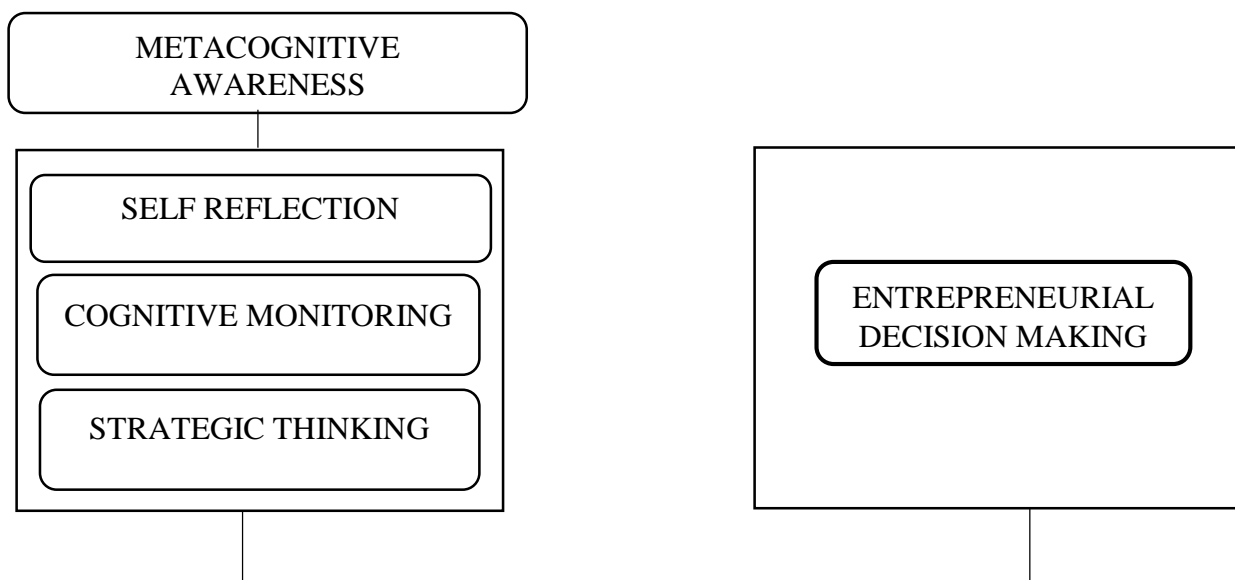 METACOGNITIVE
AWARENESS
SELF REFLECTION
COGNITIVE MONITORING
STRATEGIC THINKING
ENTREPRENEURIAL
DECISION MAKING